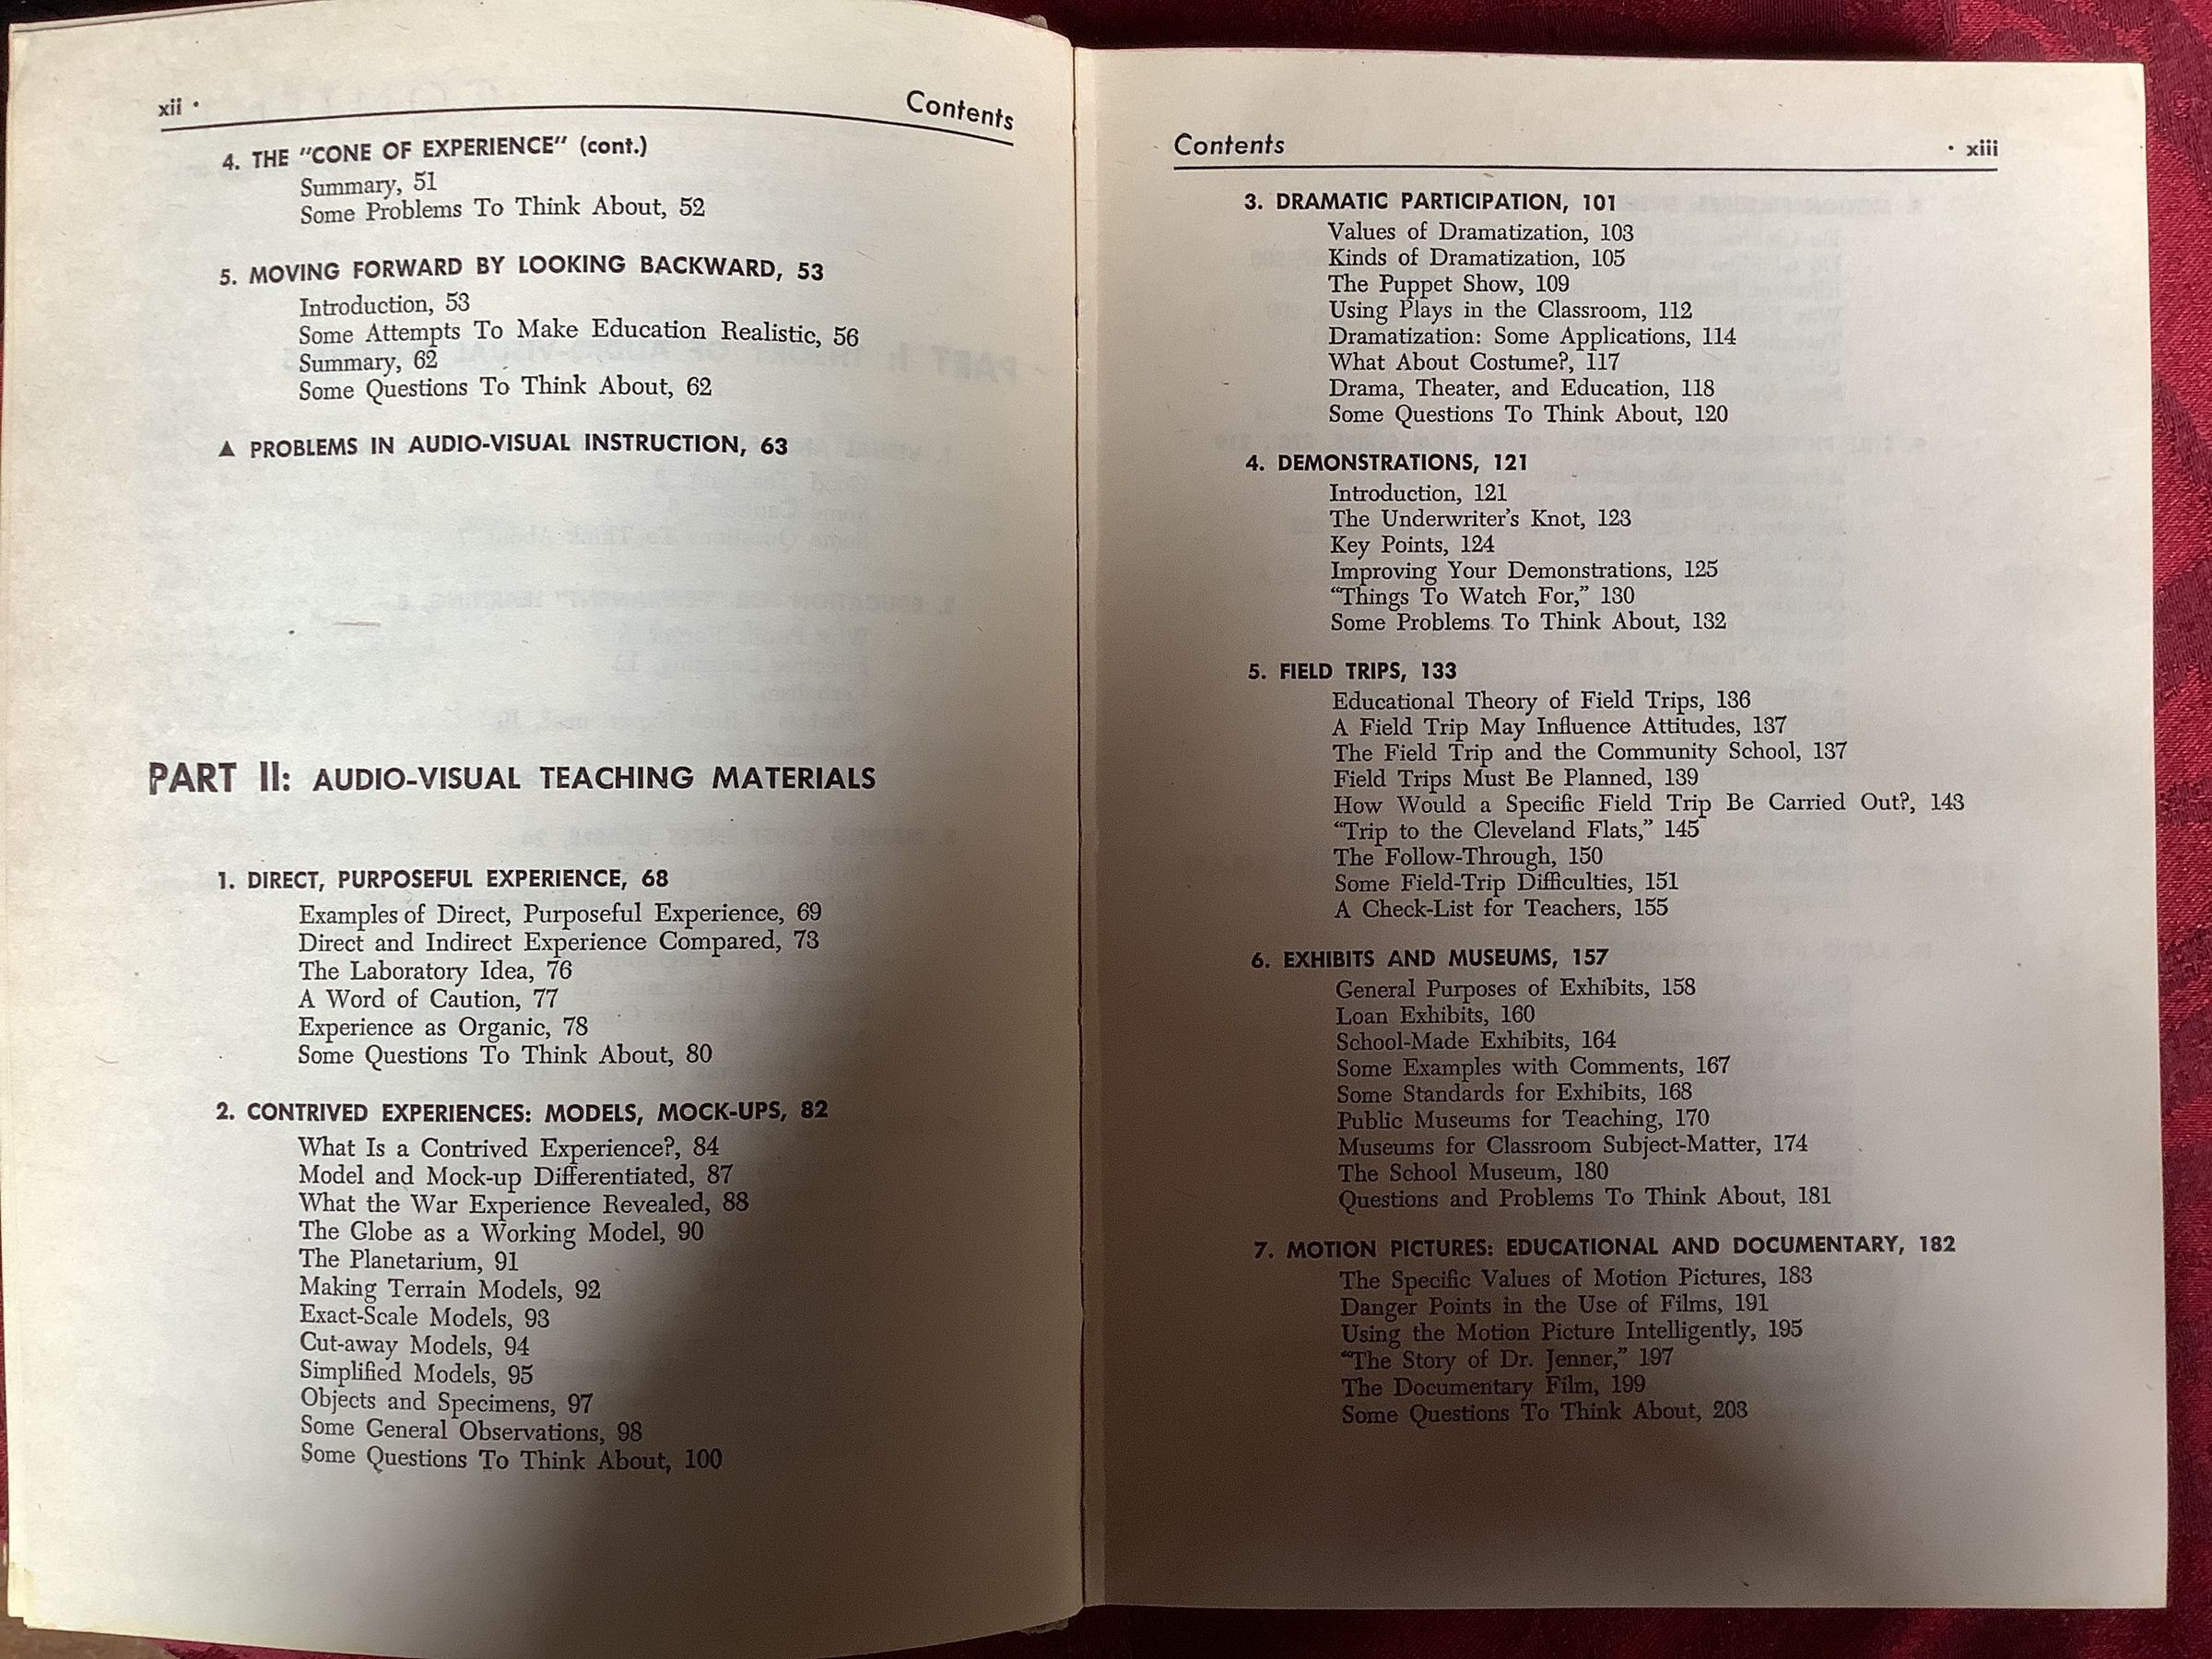 xii •
Contents
4. THE "CONE OF EXPERIENCE" (cont.)
Summary, 51
Some Problems To Think About, 52
5. MOVING FORWARD BY LOOKING BACKWARD, 53
Introduction, 53
Some Attempts To Make Education Realistic, 56
Summary, 62
Some Questions To Think About, 62
▲ PROBLEMS IN AUDIO-VISUAL INSTRUCTION, 63
PART II: AUDIO-VISUAL TEACHING MATERIALS
1. DIRECT, PURPOSEFUL EXPERIENCE, 68
Examples of Direct, Purposeful Experience, 69
Direct and Indirect Experience Compared, 73
The Laboratory Idea, 76
A Word of Caution, 77
Experience as Organic, 78
Some Questions To Think About, 80
2. CONTRIVED EXPERIENCES: MODELS, MOCK-UPS, 82
What Is a Contrived Experience?, 84
Model and Mock-up Differentiated, 87
What the War Experience Revealed, 88
The Globe as a Working Model, 90
The Planetarium, 91
Making Terrain Models, 92
Exact-Scale Models, 93
Cut-away Models, 94
Simplified Models, 95
Objects and Specimens, 97
Some General Observations, 98
Some Questions To Think About, 100
Contents
• xiii
3. DRAMATIC PARTICIPATION, 101
Values of Dramatization, 103
Kinds of Dramatization, 105
The Puppet Show, 109
Using Plays in the Classroom, 112
Dramatization: Some Applications, 114
What About Costume?, 117
Drama, Theater, and Education, 118
Some Questions To Think About, 120
4. DEMONSTRATIONS, 121
Introduction, 121
The Underwriter's Knot, 123
Key Points, 124
Improving Your Demonstrations, 125
"Things To Watch For," 130
Some Problems To Think About, 132
5. FIELD TRIPS, 133
Educational Theory of Field Trips, 136
A Field Trip May Influence Attitudes, 137
The Field Trip and the Community School, 137
Field Trips Must Be Planned, 139
How Would a Specific Field Trip Be Carried Out?, 143
"Trip to the Cleveland Flats," 145
The Follow-Through, 150
Some Field-Trip Difficulties, 151
A Check-List for Teachers, 155
6. EXHIBITS AND MUSEUMS, 157
General Purposes of Exhibits, 158
Loan Exhibits, 160
School-Made Exhibits, 164
Some Examples with Comments, 167
Some Standards for Exhibits, 168
Public Museums for Teaching, 170
Museums for Classroom Subject-Matter, 174
The School Museum, 180
Questions and Problems To Think About, 181
7. MOTION PICTURES: EDUCATIONAL AND DOCUMENTARY, 182
The Specific Values of Motion Pictures, 183
Danger Points in the Use of Films, 191
Using the Motion Picture Intelligently, 195
"The Story of Dr. Jenner," 197
The Documentary Film, 199
Some Questions To Think About, 203